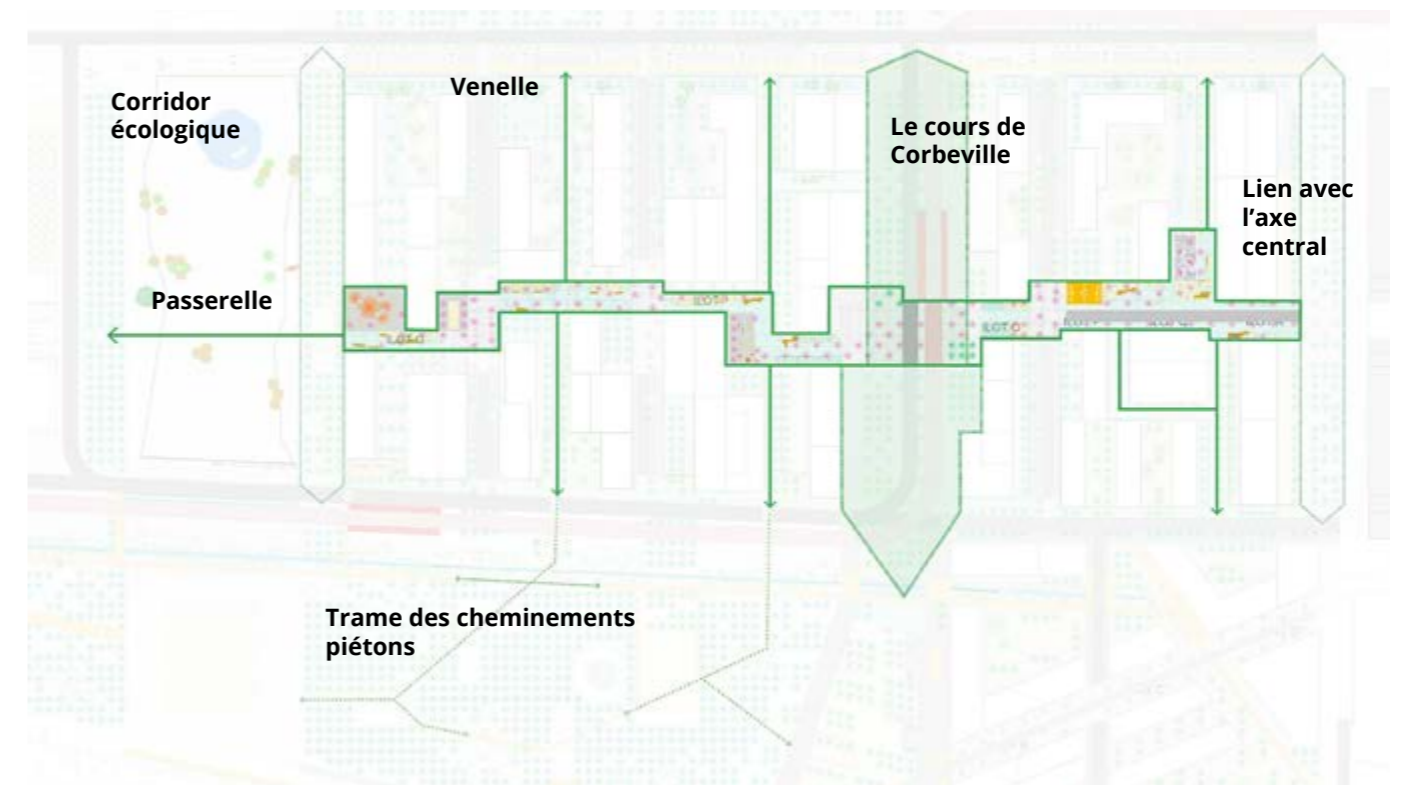 Corridor
écologique
Venelle
Le cours de
Corbeville
Lien avec
l’axe
central
Passerelle
Trame des cheminements
piétons